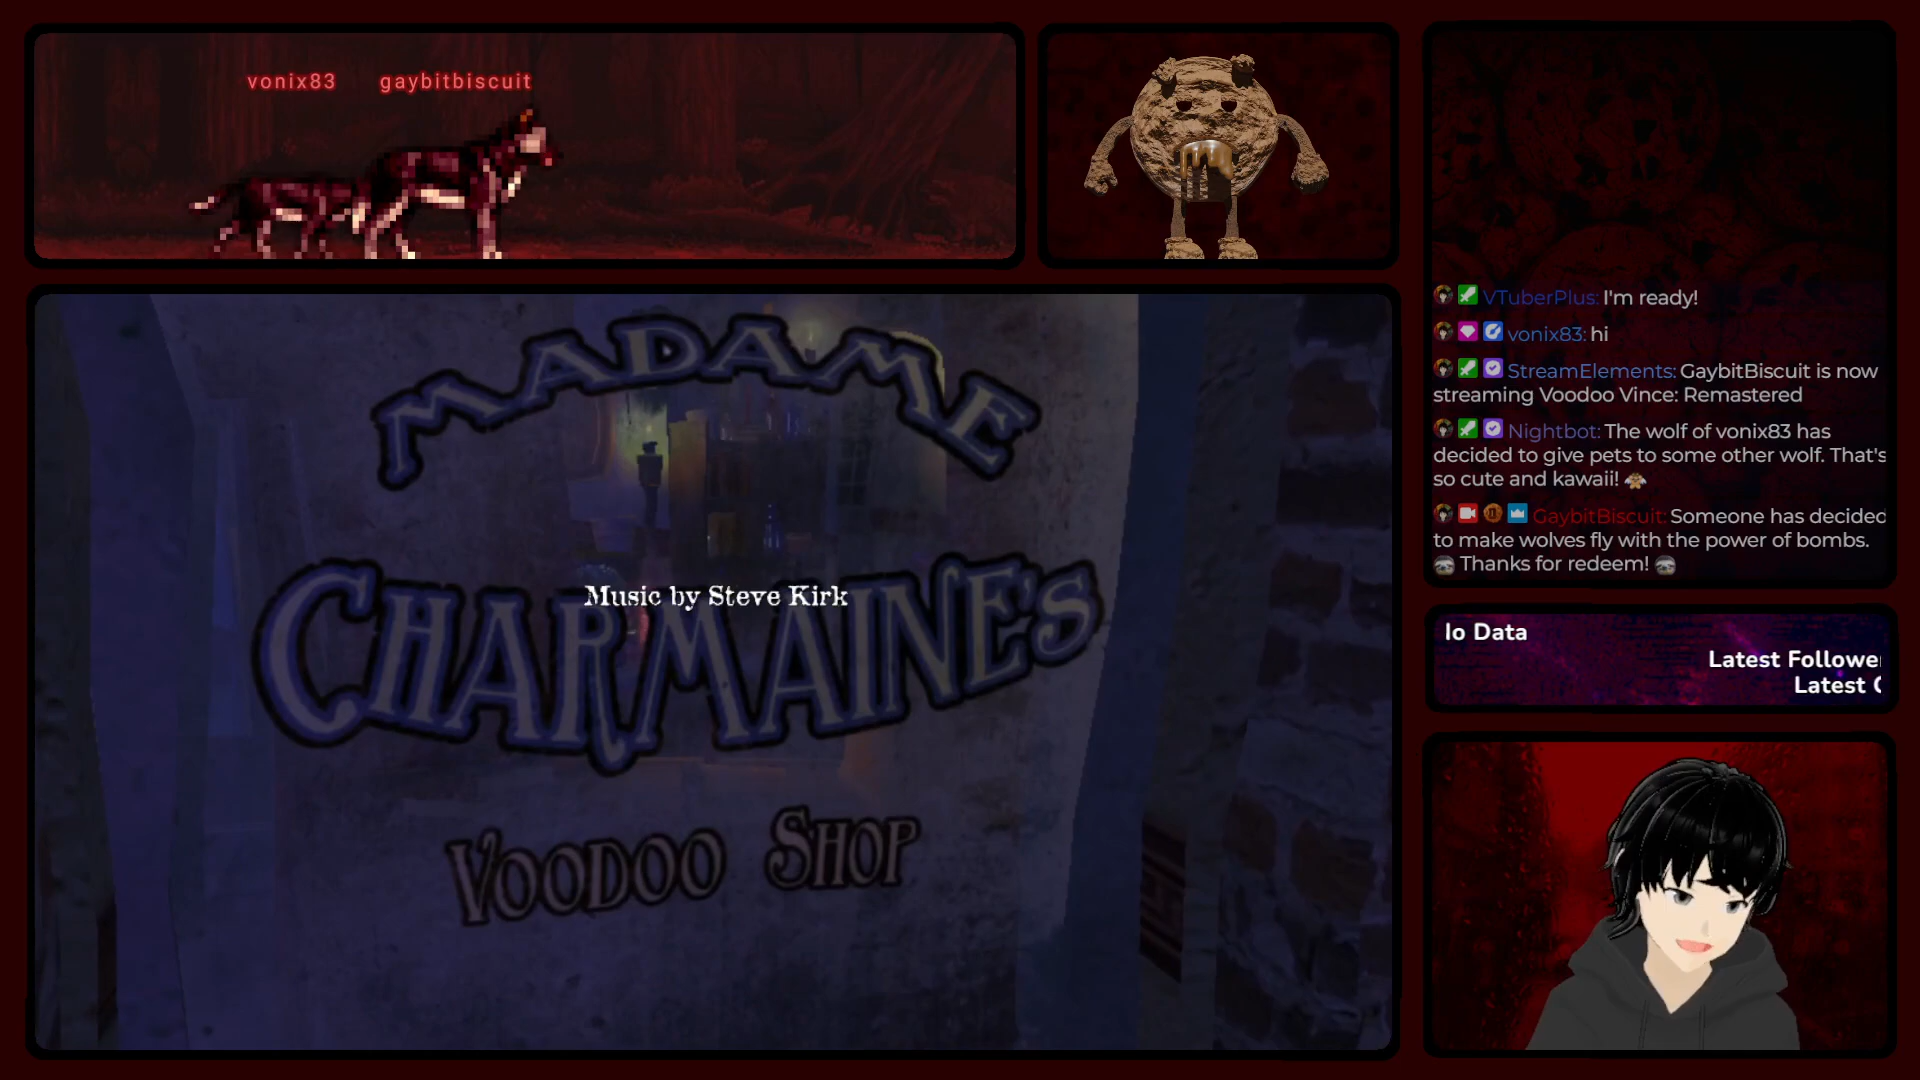 vonix83 gaybitbiscuit
MADAME
CHARMAINE'S
Music by Steve Kirk
VOODOO SHOP
VTuberPlus: I'm ready!
vonix83: hi
StreamElements: GaybitBiscuit is now
streaming Voodoo Vince: Remastered
Nightbot: The wolf of vonix83 has
decided to give pets to some other wolf. That's
so cute and kawaii!
GaybitBiscuit: Someone has decided
to make wolves fly with the power of bombs.
Thanks for redeem!
lo Data
Latest Follower
Latest